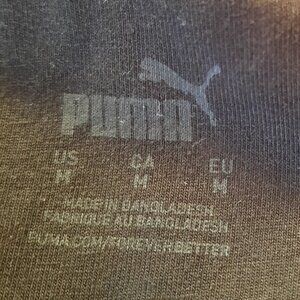 PUMA
US CA EU
M M M
MADE IN BANGLADESH
FABRIQUÉ AU BANGLADESH
PUMA.COM/FOREVERBETTER